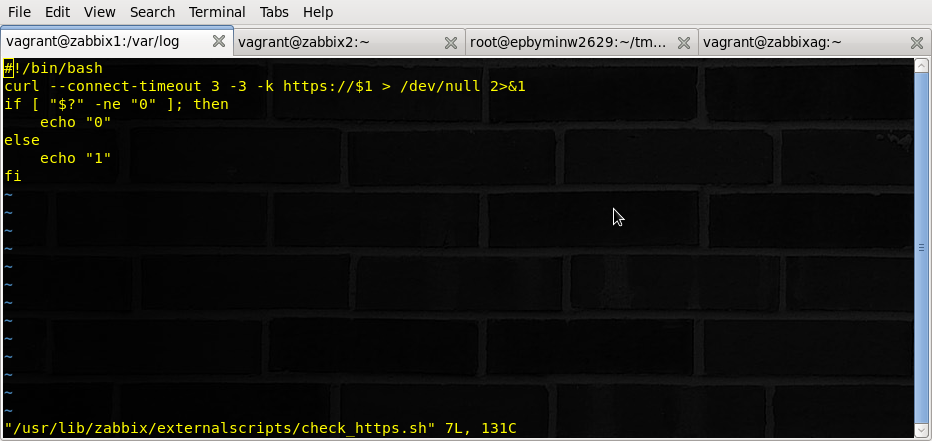 File Edit View Search Terminal Tabs Help
vagrant@zabbix1:/var/log vagrant@zabbix2:~ root@epbyminw2629:~/tm... vagrant@zabbixag:~
#!/bin/bash
curl --connect-timeout 3 -3 -k https://$1 > /dev/null 2>&1
if [ "$?" -ne "0" ]; then
    echo "0"
else
    echo "1"
fi
~
~
~
~
~
~
~
~
~
~
~
~
~
"/usr/lib/zabbix/externalscripts/check_https.sh" 7L, 131C